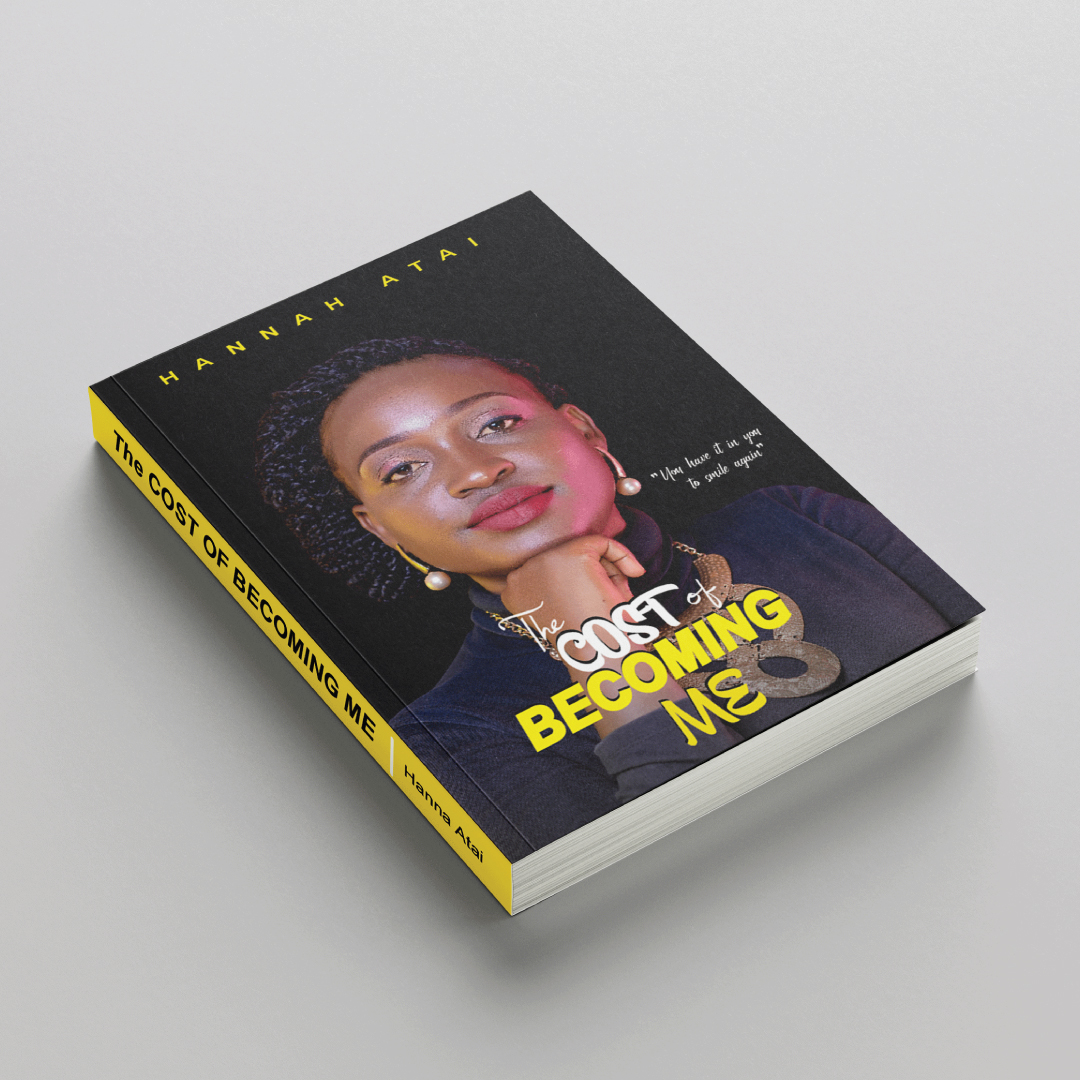 HANNAH ATAI
"You have it in you
to smile again"
The COST of
BECOMING
ME
The COST OF BECOMING ME | Hanna Atai